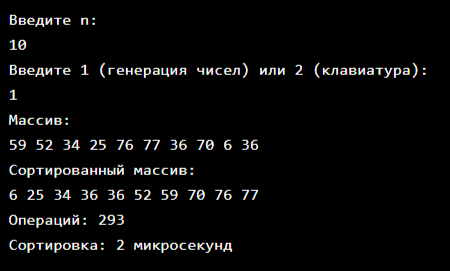 Введите n:
10
Введите 1 (генерация чисел) или 2 (клавиатура):
1
Массив:
59 52 34 25 76 77 36 70 6 36
Сортированный массив:
6 25 34 36 36 52 59 70 76 77
Операций: 293
Сортировка: 2 микросекунд